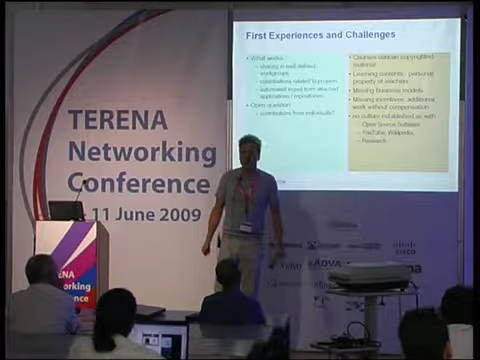 First Experiences and Challenges
• What works
– sharing in well defined workgroups
– contributions related to projects
– automated ingest from attached applications / repositories
• Open question
– contributions from individuals?
• Courses contain copyrighted material
• Learning contents - personal property of teachers
• Missing business models
• Missing incentives: additional work without compensation
• no culture established as with
– Open Source Software
– YouTube, Wikipedia,
– Research
TERENA
Networking
Conference
11 June 2009
ENA
working
erence
ADVA
CISCO